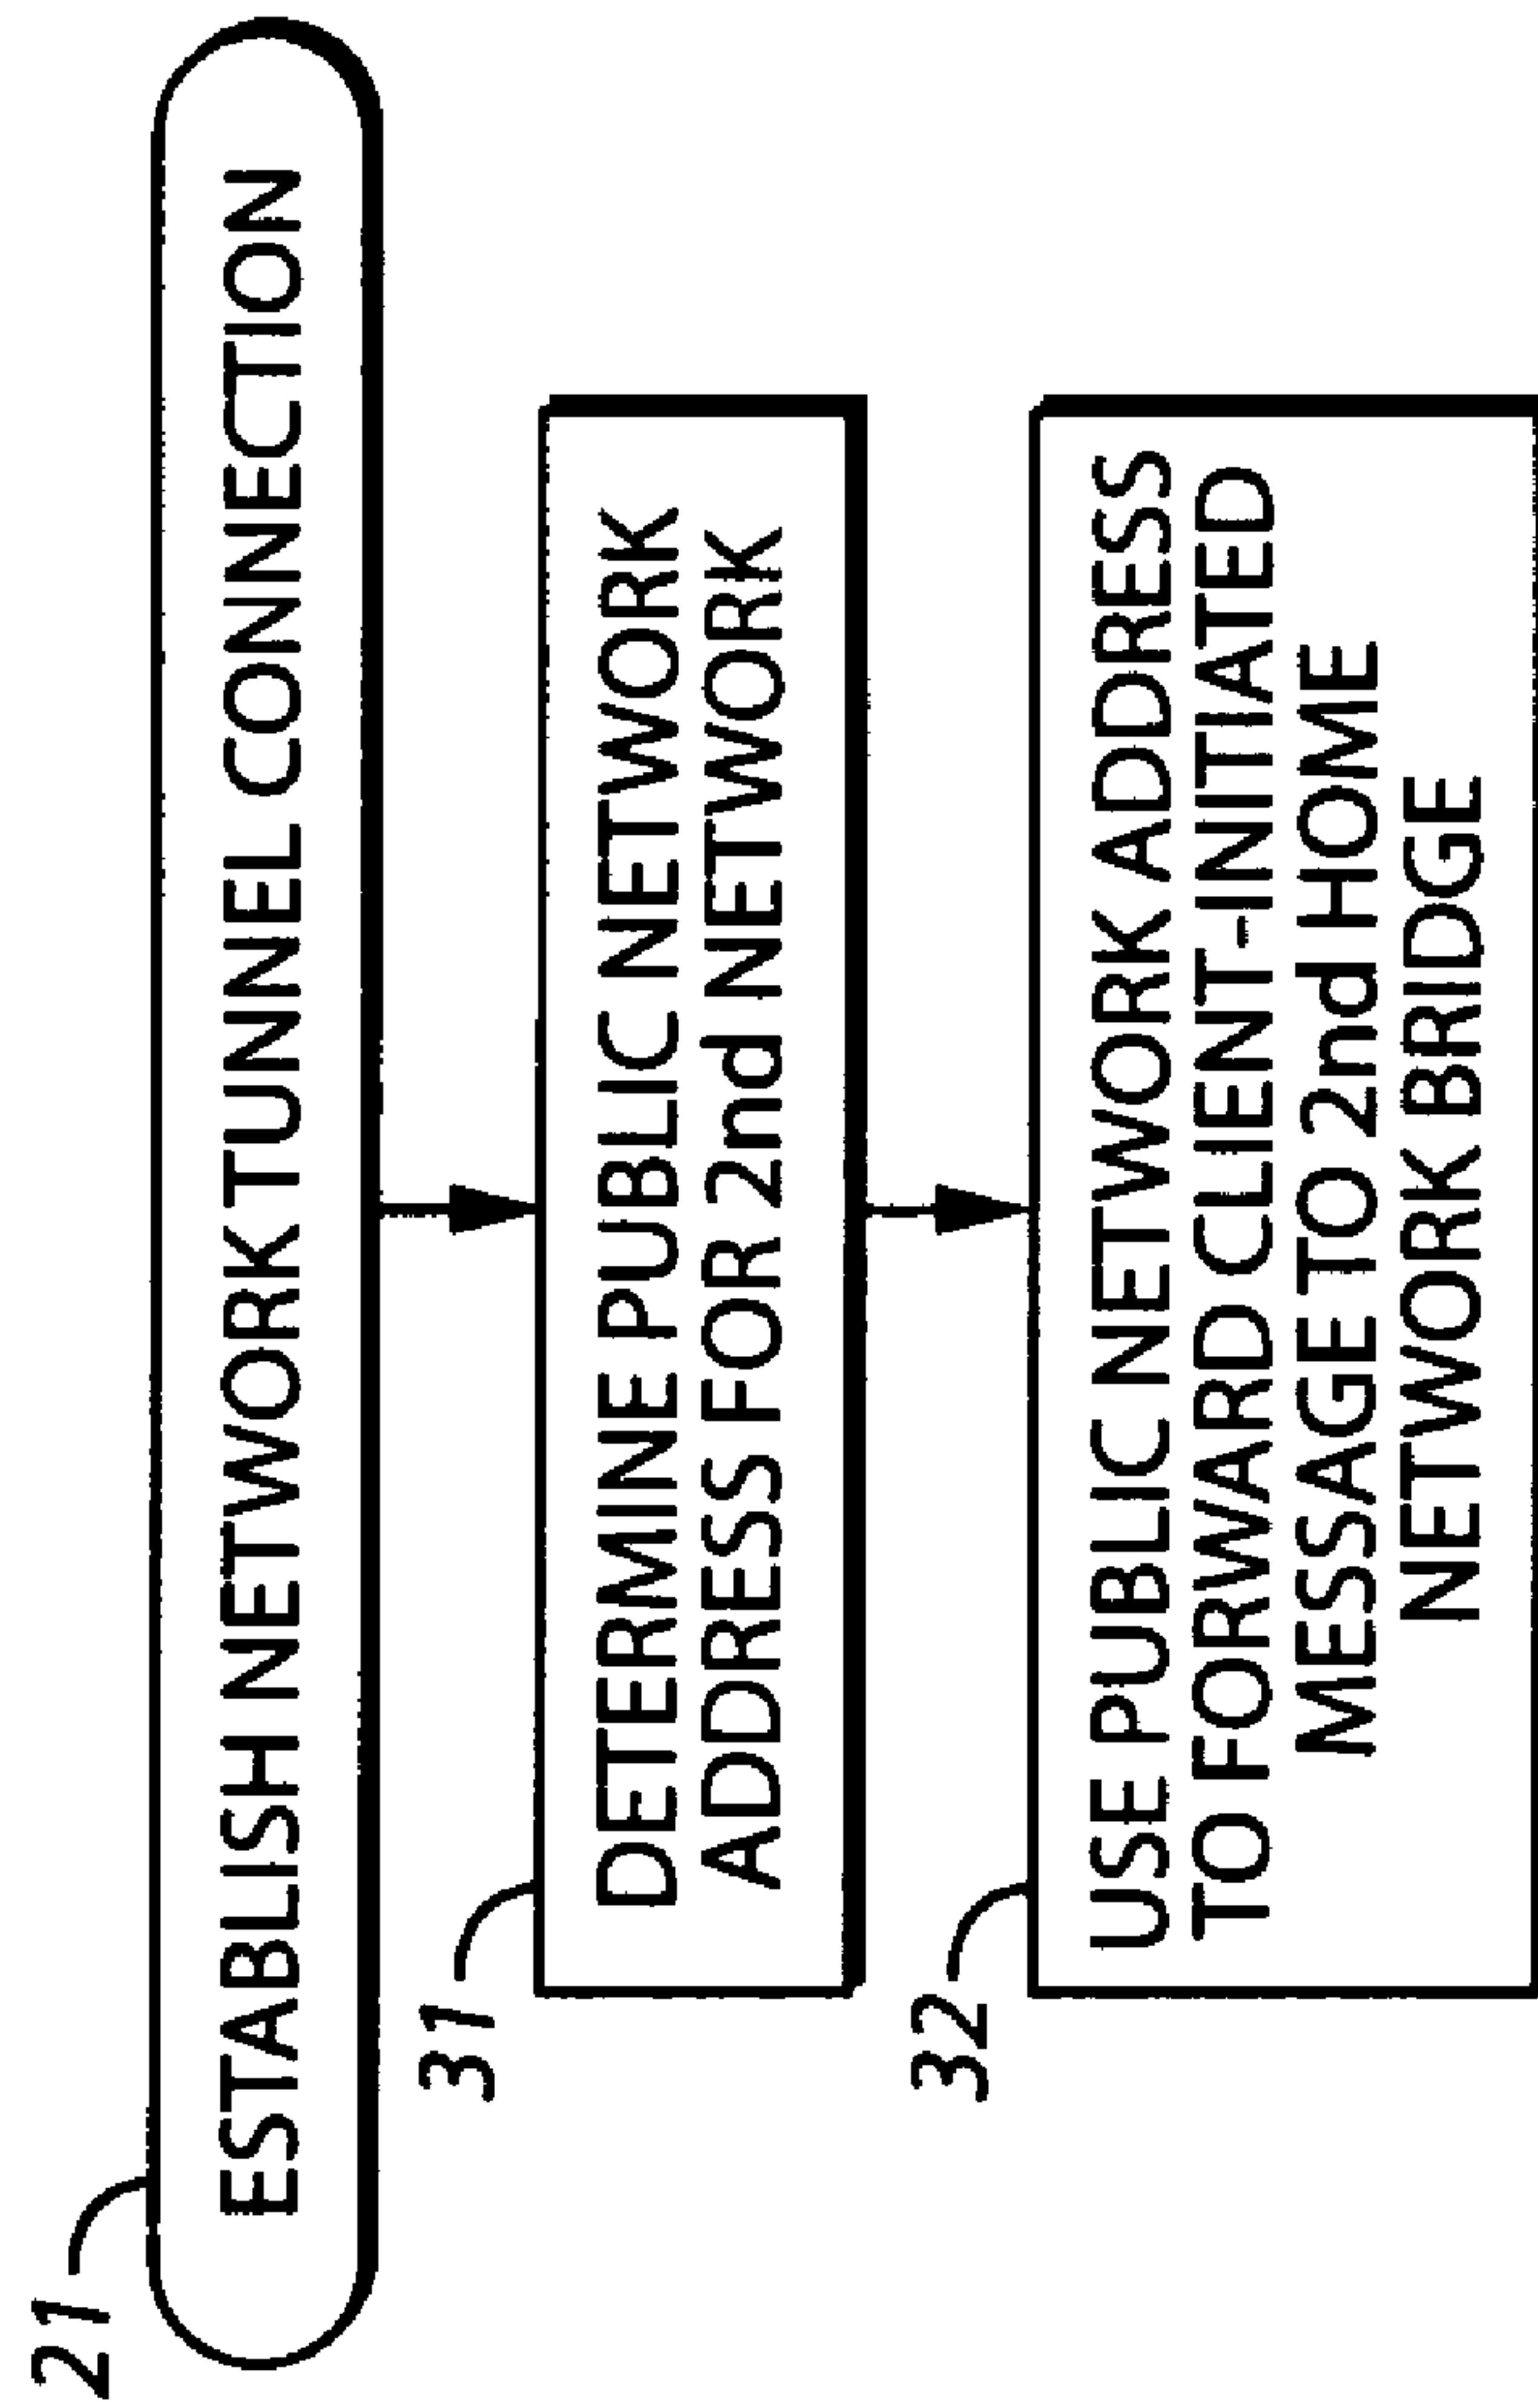 21
ESTABLISH NETWORK TUNNEL CONNECTION
31
DETERMINE PUBLIC NETWORK
ADDRESS FOR 2nd NETWORK
32
USE PUBLIC NETWORK ADDRESS
TO FORWARD CLIENT-INITIATED
MESSAGE TO 2nd HOME
NETWORK BRIDGE